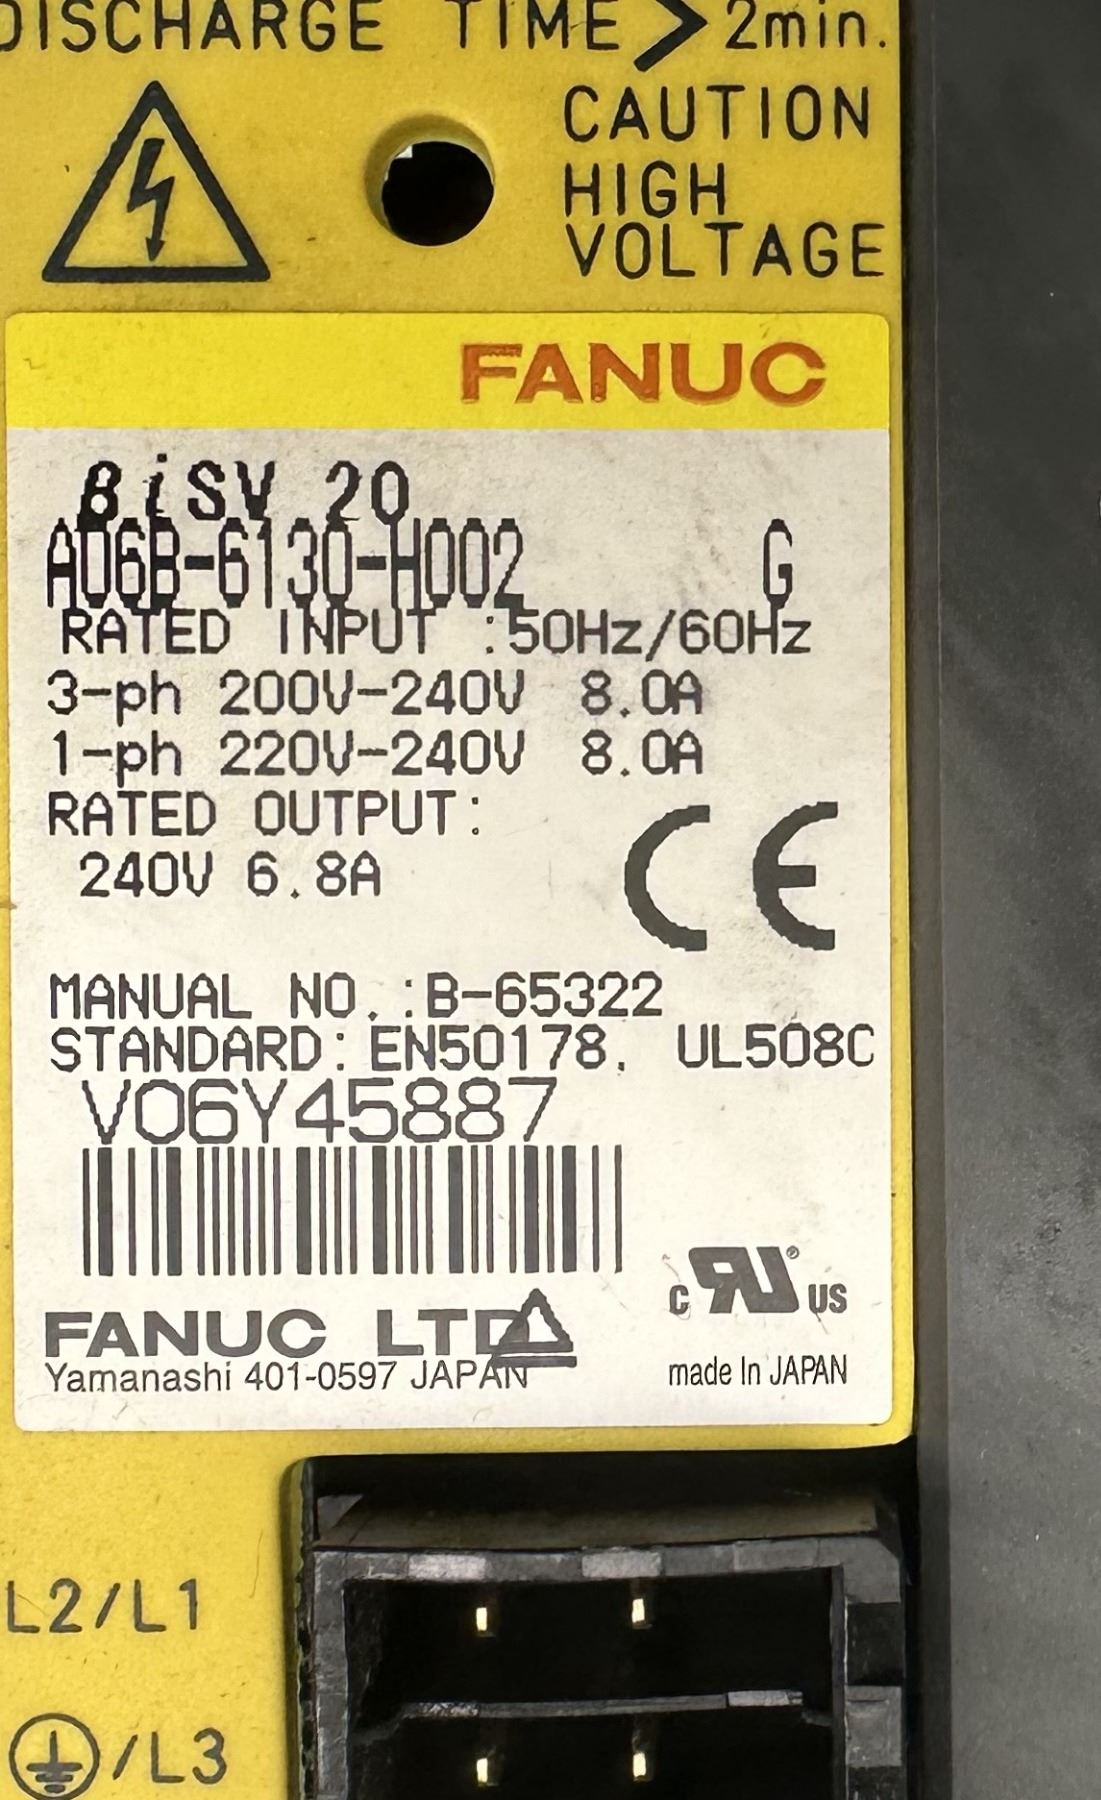 DISCHARGE TIME > 2min.
CAUTION
HIGH
VOLTAGE
FANUC
βiSV 20
A06B-6130-H002 G
RATED INPUT :50Hz/60Hz
3-ph 200V-240V 8.0A
1-ph 220V-240V 8.0A
RATED OUTPUT:
240V 6.8A
CE
MANUAL NO.:B-65322
STANDARD: EN50178, UL508C
V06Y45887
c RU® US
FANUC LTD
Yamanashi 401-0597 JAPAN
made In JAPAN
L2/L1
/L3